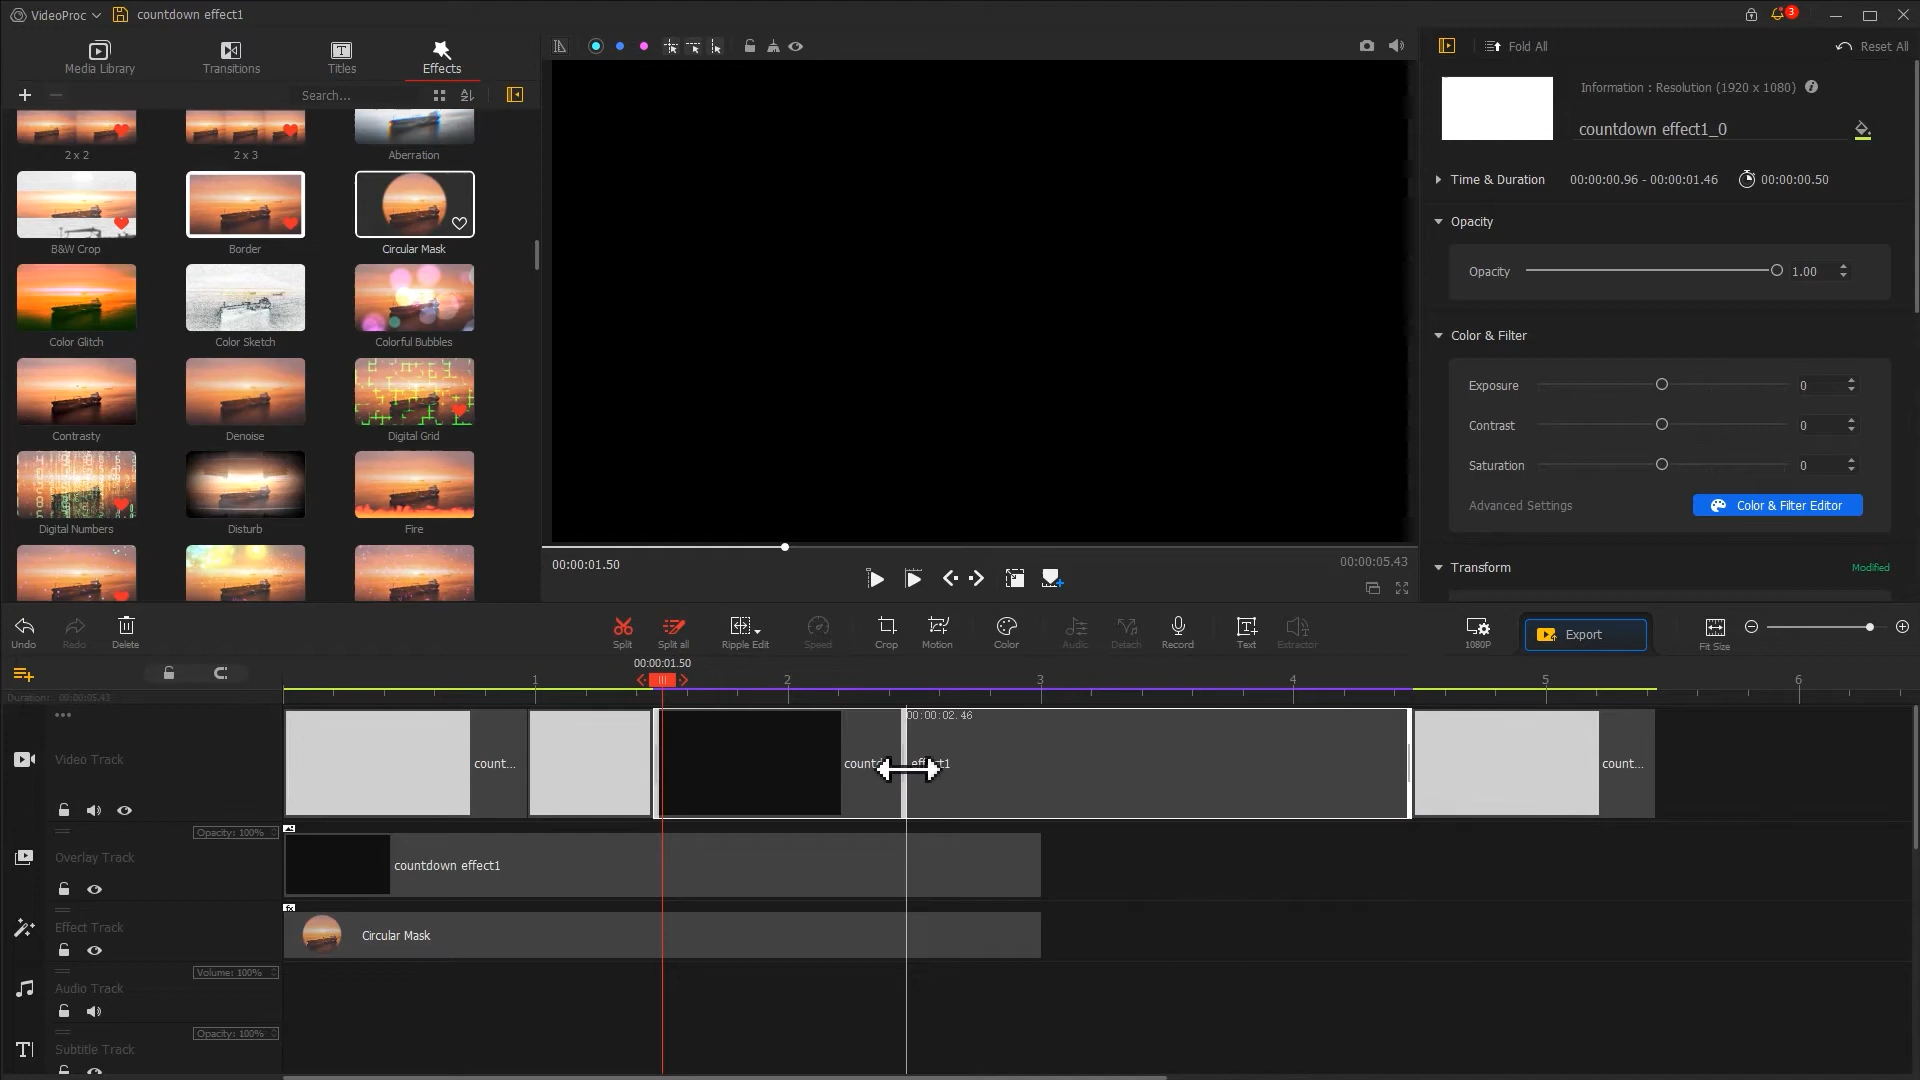 VideoProc
countdown effect1
3
Media Library
Transitions
Titles
Effects
Search...
2 x 2
2 x 3
Aberration
B&W Crop
Border
Circular Mask
Color Glitch
Color Sketch
Colorful Bubbles
Contrasty
Denoise
Digital Grid
Digital Numbers
Disturb
Fire
00:00:01.50
00:00:05.43
Fold All
Reset All
Information : Resolution (1920 x 1080)
countdown effect1_0
Time & Duration
00:00:00.96 - 00:00:01.46
00:00:00.50
Opacity
Opacity
1.00
Color & Filter
Exposure
0
Contrast
0
Saturation
0
Advanced Settings
Color & Filter Editor
Transform
Modified
Undo
Redo
Delete
Split
Split all
Ripple Edit
Speed
Crop
Motion
Color
Audio
Detach
Record
Text
Extractor
1080P
Export
Fit Size
00:00:01.50
1
2
3
4
5
6
Duration: 00:00:05.43
Video Track
count...
00:00:02.46
effect1
count...
Opacity: 100%
Overlay Track
countdown effect1
Effect Track
Circular Mask
Volume: 100%
Audio Track
Opacity: 100%
Subtitle Track